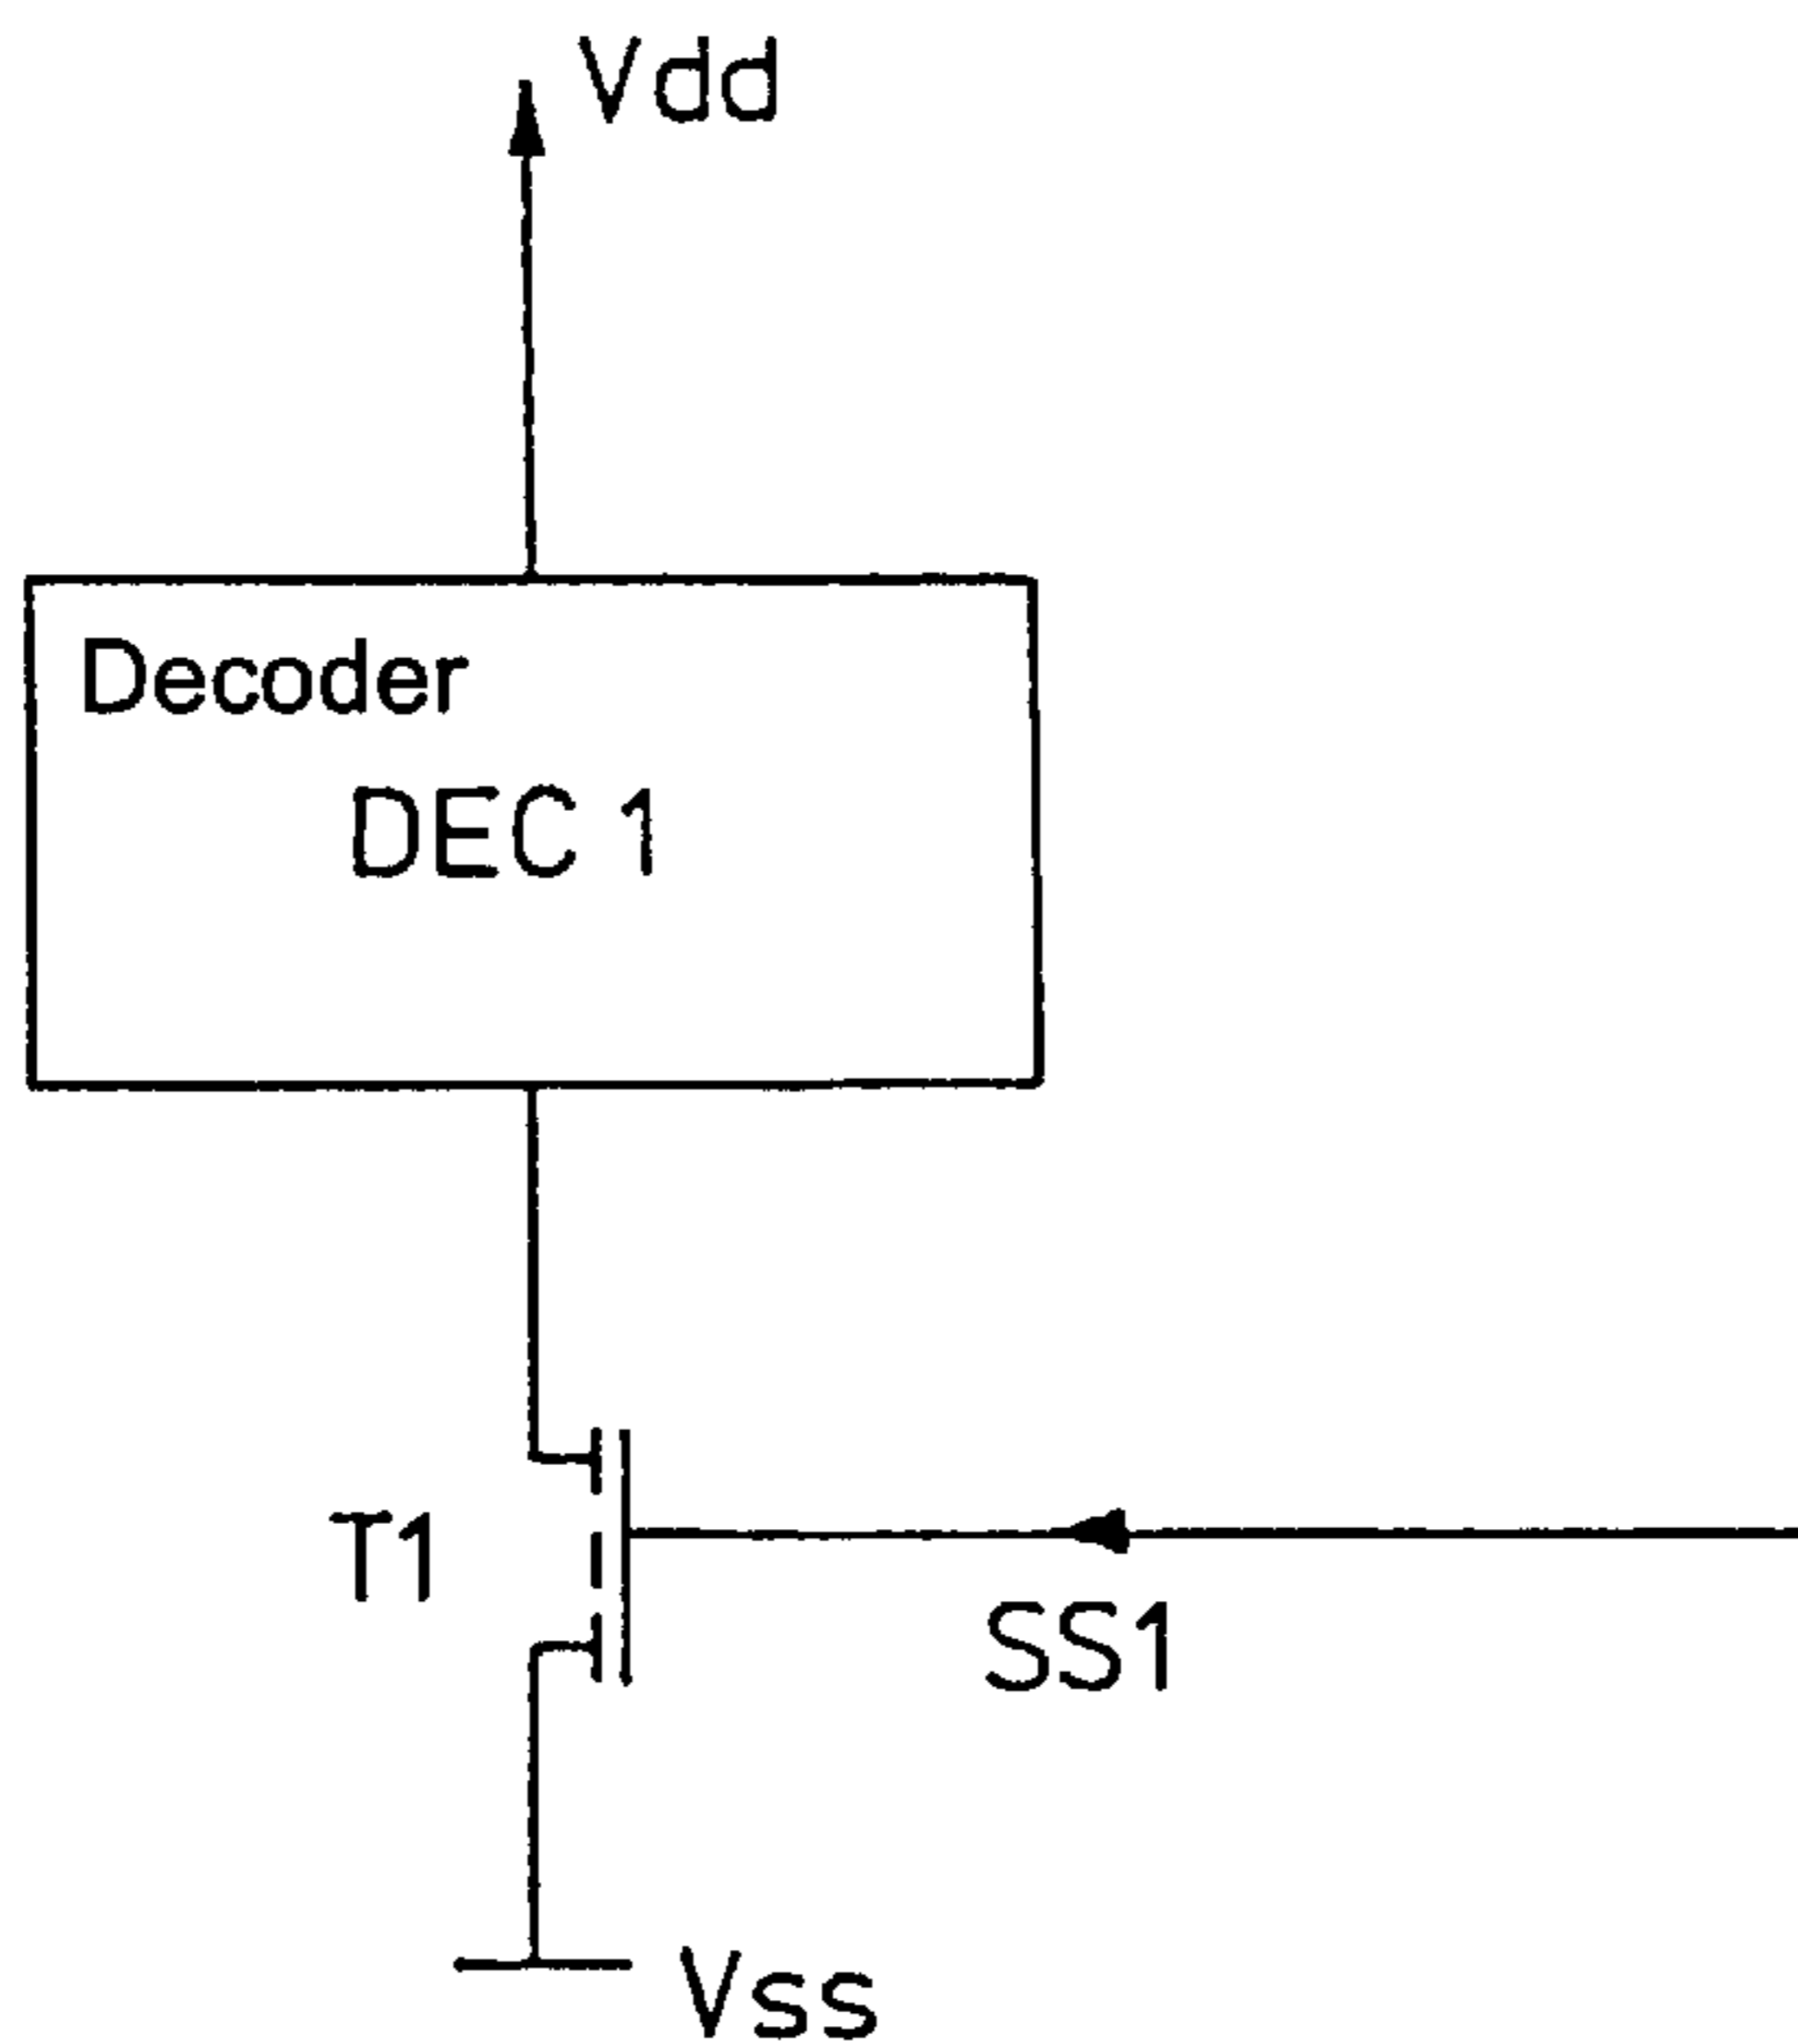 Vdd
Decoder
DEC 1
T1
SS1
Vss